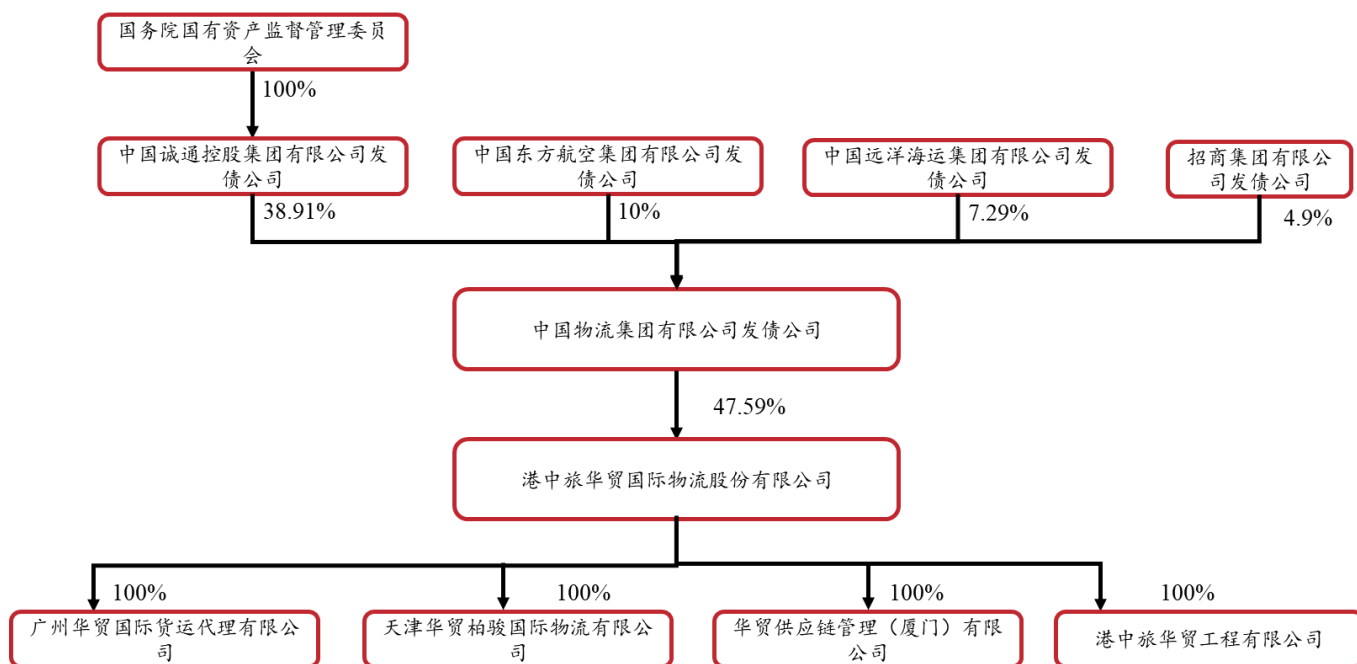 国务院国有资产监督管理委员
会
100%
中国诚通控股集团有限公司发
债公司
中国东方航空集团有限公司发
债公司
中国远洋海运集团有限公司发
债公司
招商集团有限公
司发债公司
38.91%
10%
7.29%
4.9%
中国物流集团有限公司发债公司
47.59%
港中旅华贸国际物流股份有限公司
100%
100%
100%
100%
广州华贸国际货运代理有限公
司
天津华贸柏骏国际物流有限公
司
华贸供应链管理（厦门）有限
公司
港中旅华贸工程有限公司